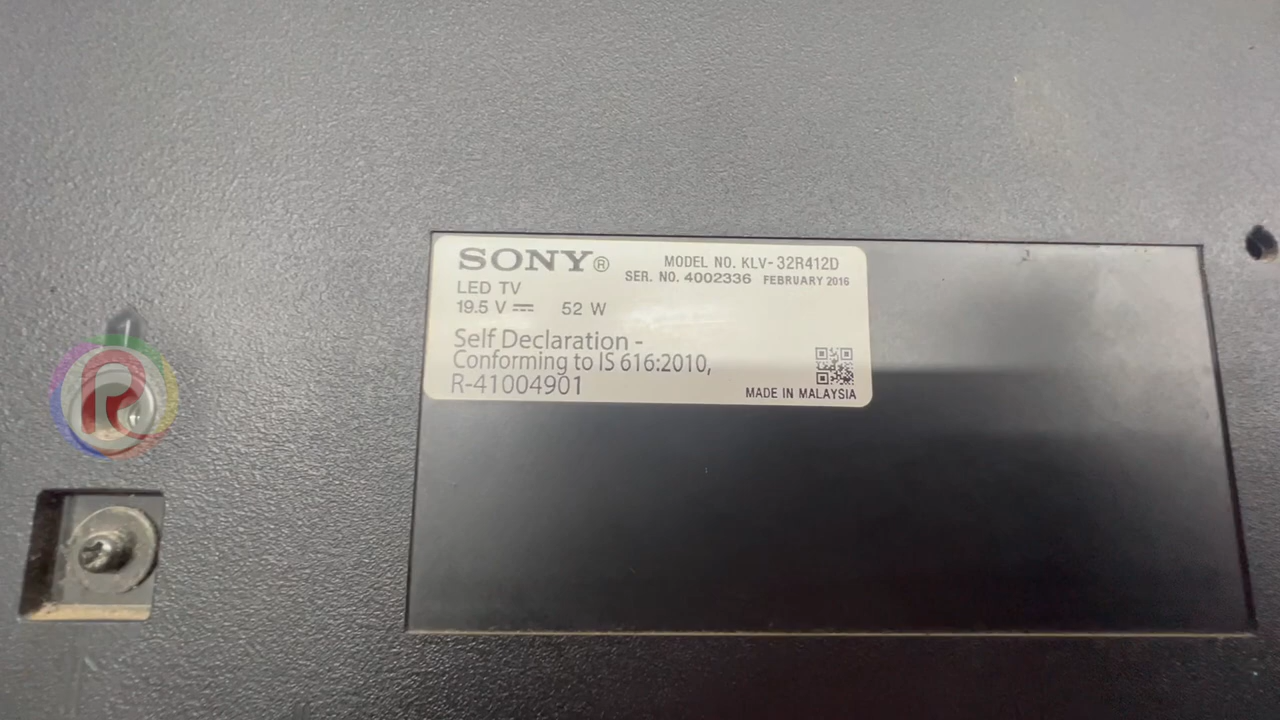 SONY®
MODEL NO. KLV-32R412D
SER. NO. 4002336 FEBRUARY 2016
LED TV
19.5 V ⎓ 52 W
Self Declaration -
Conforming to IS 616:2010,
R-41004901
MADE IN MALAYSIA
R